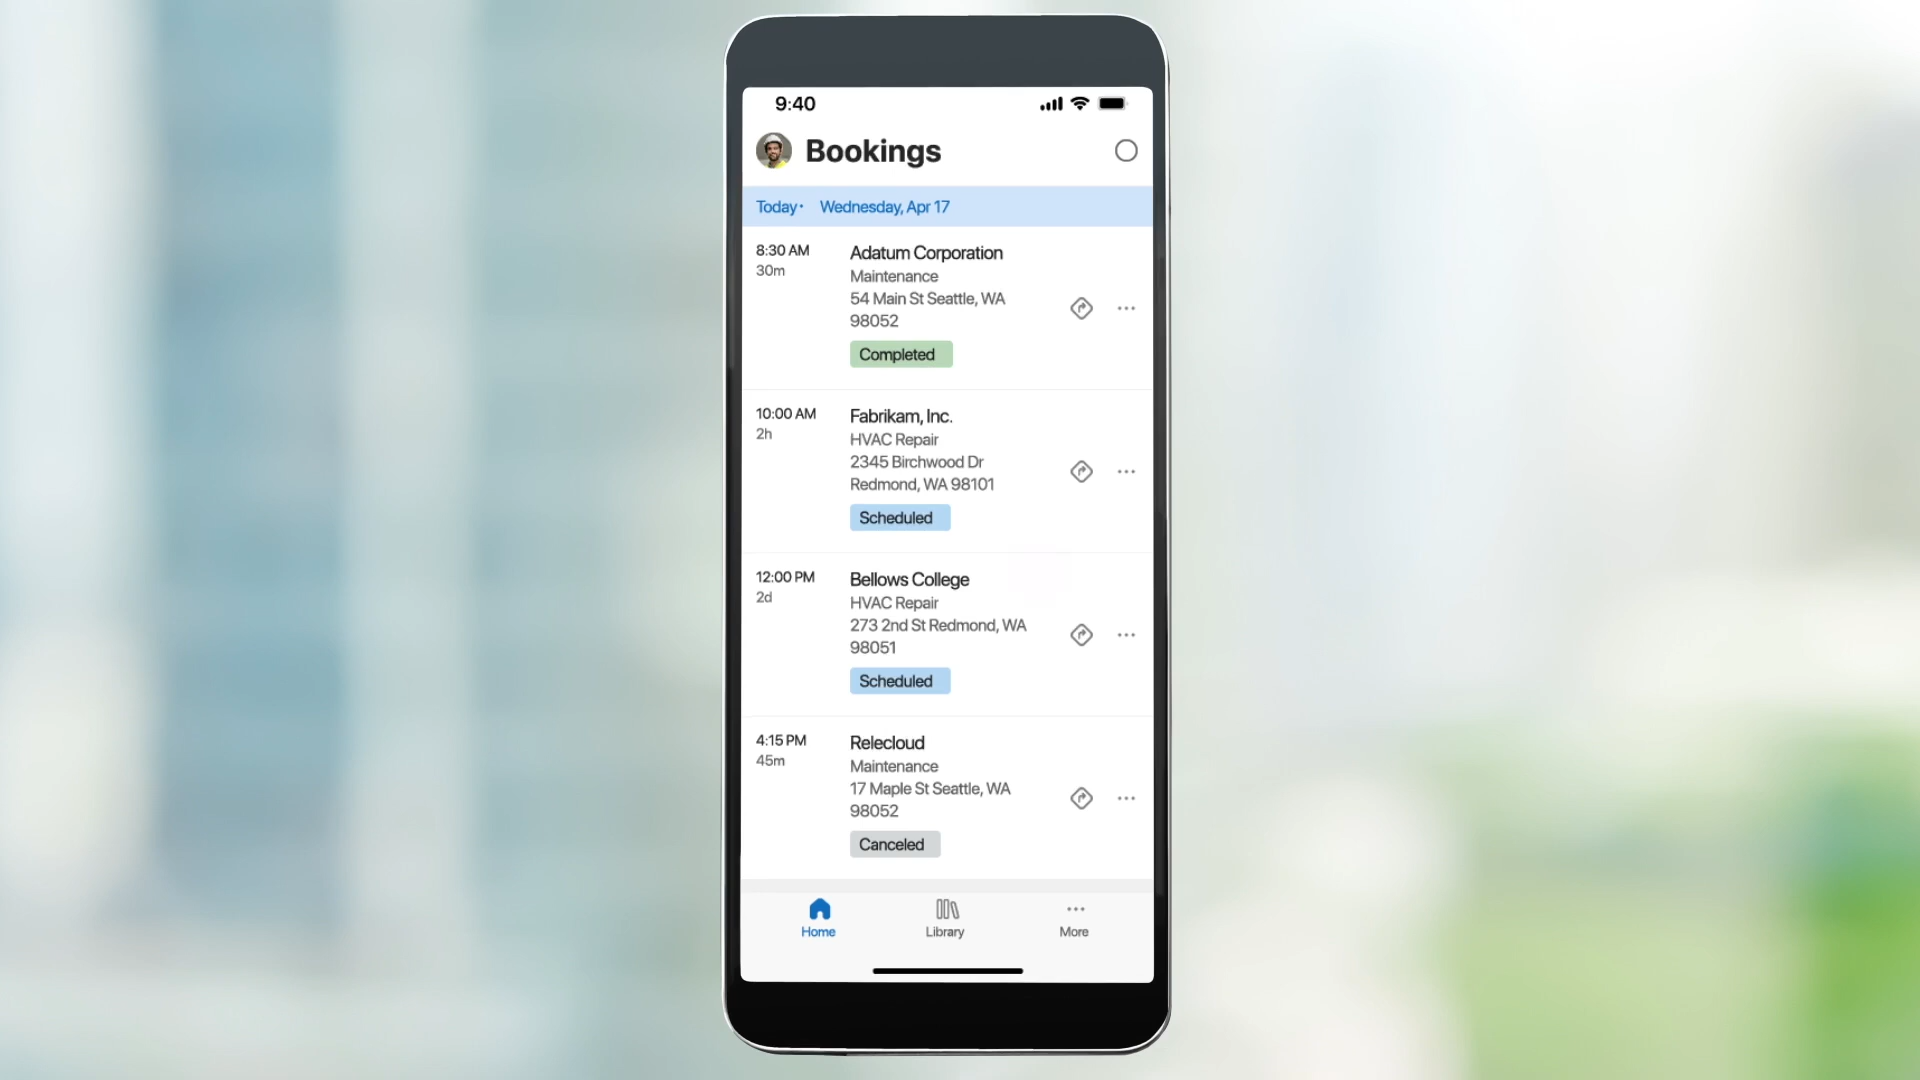 9:40
Bookings
Today· Wednesday, Apr 17
8:30 AM
30m
Adatum Corporation
Maintenance
54 Main St Seattle, WA
98052
Completed
10:00 AM
2h
Fabrikam, Inc.
HVAC Repair
2345 Birchwood Dr
Redmond, WA 98101
Scheduled
12:00 PM
2d
Bellows College
HVAC Repair
273 2nd St Redmond, WA
98051
Scheduled
4:15 PM
45m
Relecloud
Maintenance
17 Maple St Seattle, WA
98052
Canceled
Home
Library
More